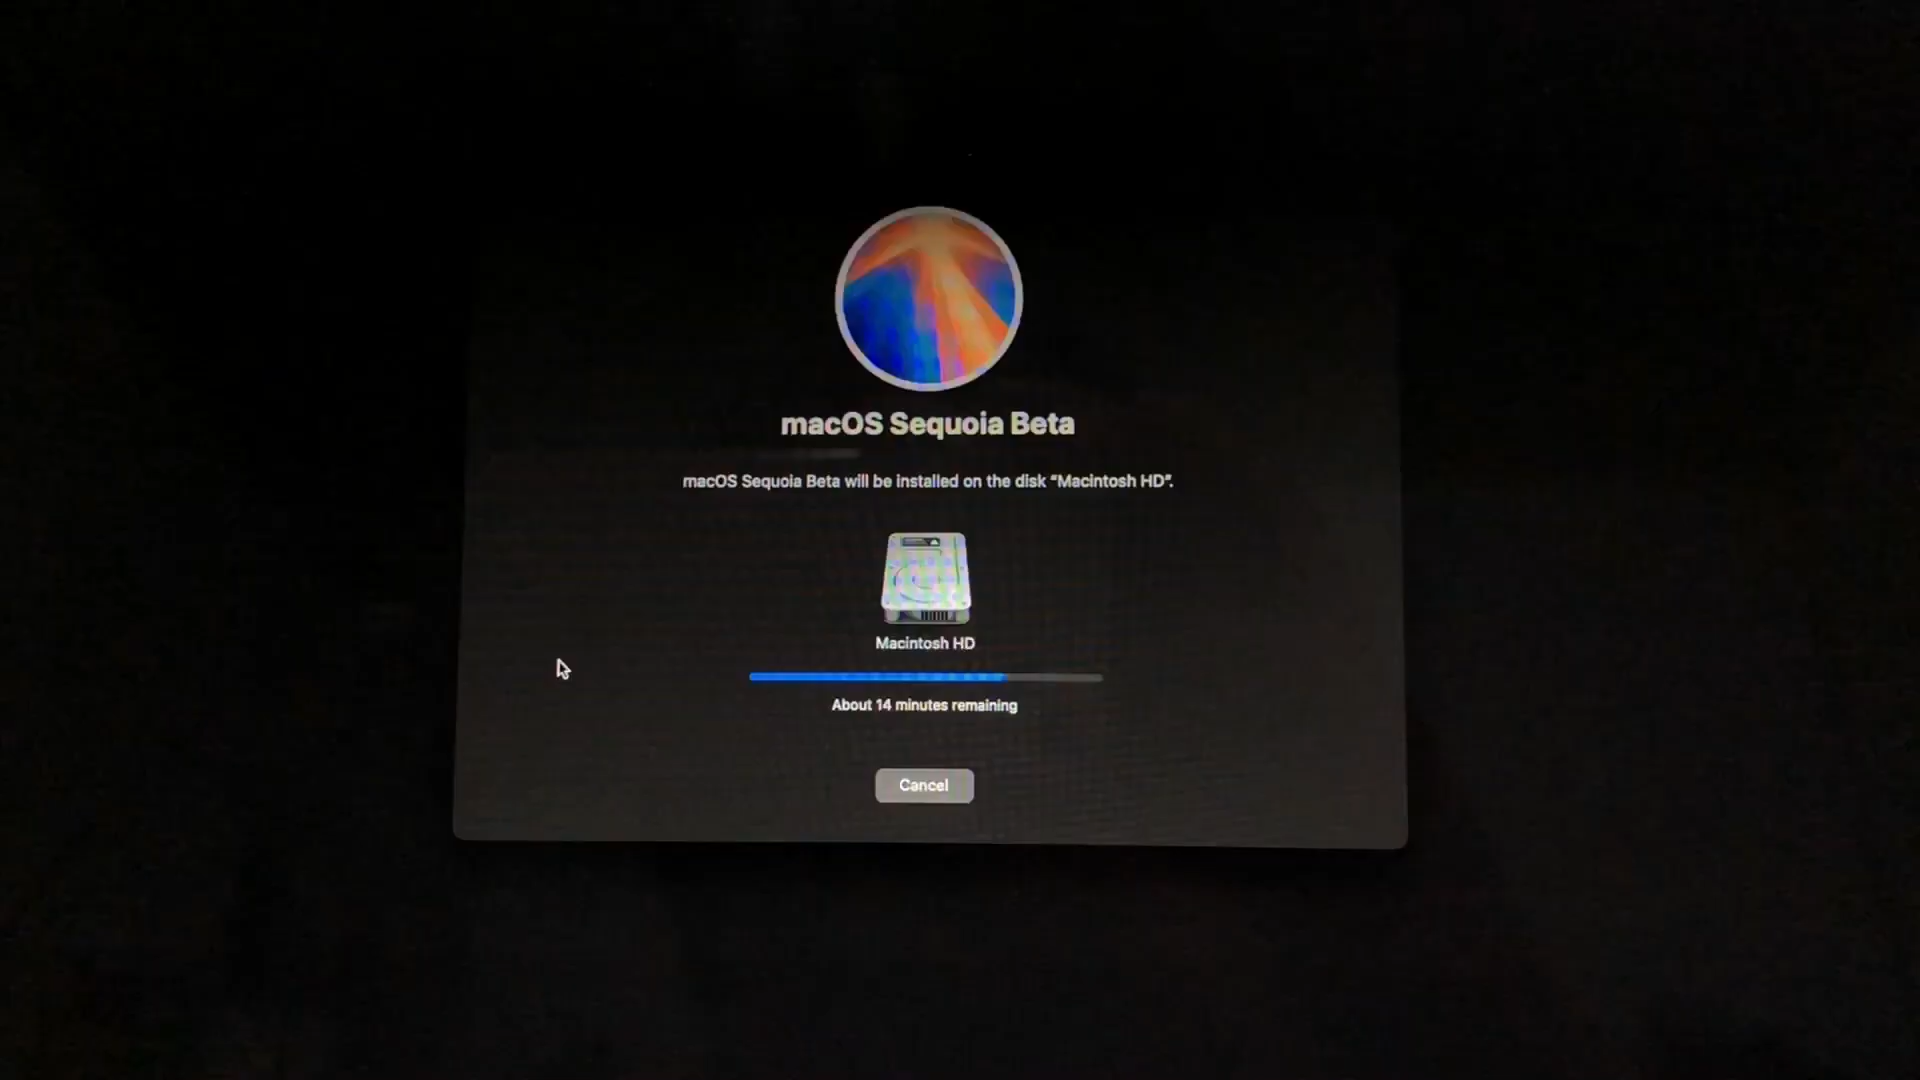 macOS Sequoia Beta
macOS Sequoia Beta will be installed on the disk “Macintosh HD”.
Macintosh HD
About 14 minutes remaining
Cancel